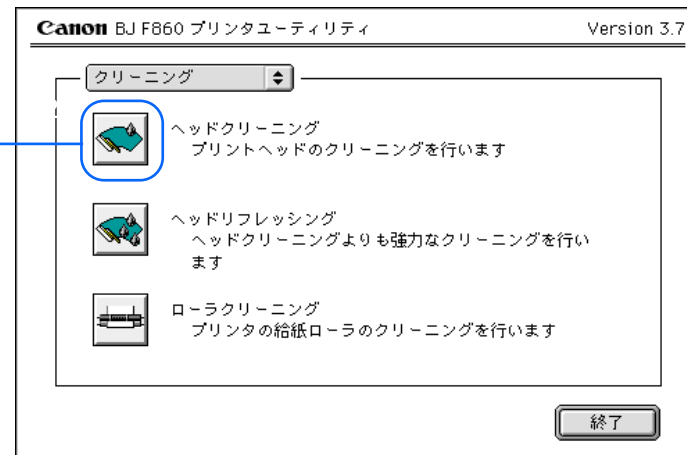 Canon BJ F860 プリンタユーティリティ Version 3.7
クリーニング
ヘッドクリーニング
プリントヘッドのクリーニングを行います
ヘッドリフレッシング
ヘッドクリーニングよりも強力なクリーニングを行い
ます
ローラクリーニング
プリンタの給紙ローラのクリーニングを行います
終了